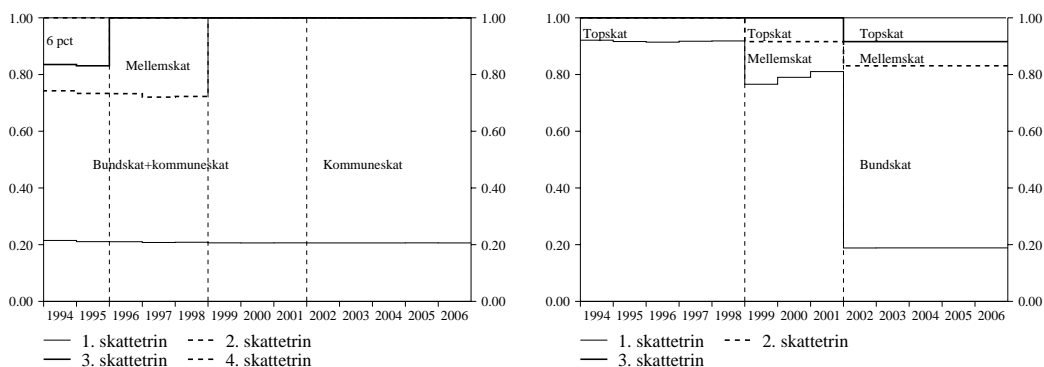 1.00 1.00
0.80 0.80
0.60 0.60
0.40 0.40
0.20 0.20
0.00 0.00
6 pct
Mellemskat
Bundskat+kommuneskat
Kommuneskat
1994 1995 1996 1997 1998 1999 2000 2001 2002 2003 2004 2005 2006
1. skattetrin 2. skattetrin
3. skattetrin 4. skattetrin
1.00 1.00
0.80 0.80
0.60 0.60
0.40 0.40
0.20 0.20
0.00 0.00
Topskat Topskat Topskat
Mellemskat Mellemskat
Bundskat
1994 1995 1996 1997 1998 1999 2000 2001 2002 2003 2004 2005 2006
1. skattetrin 2. skattetrin
3. skattetrin